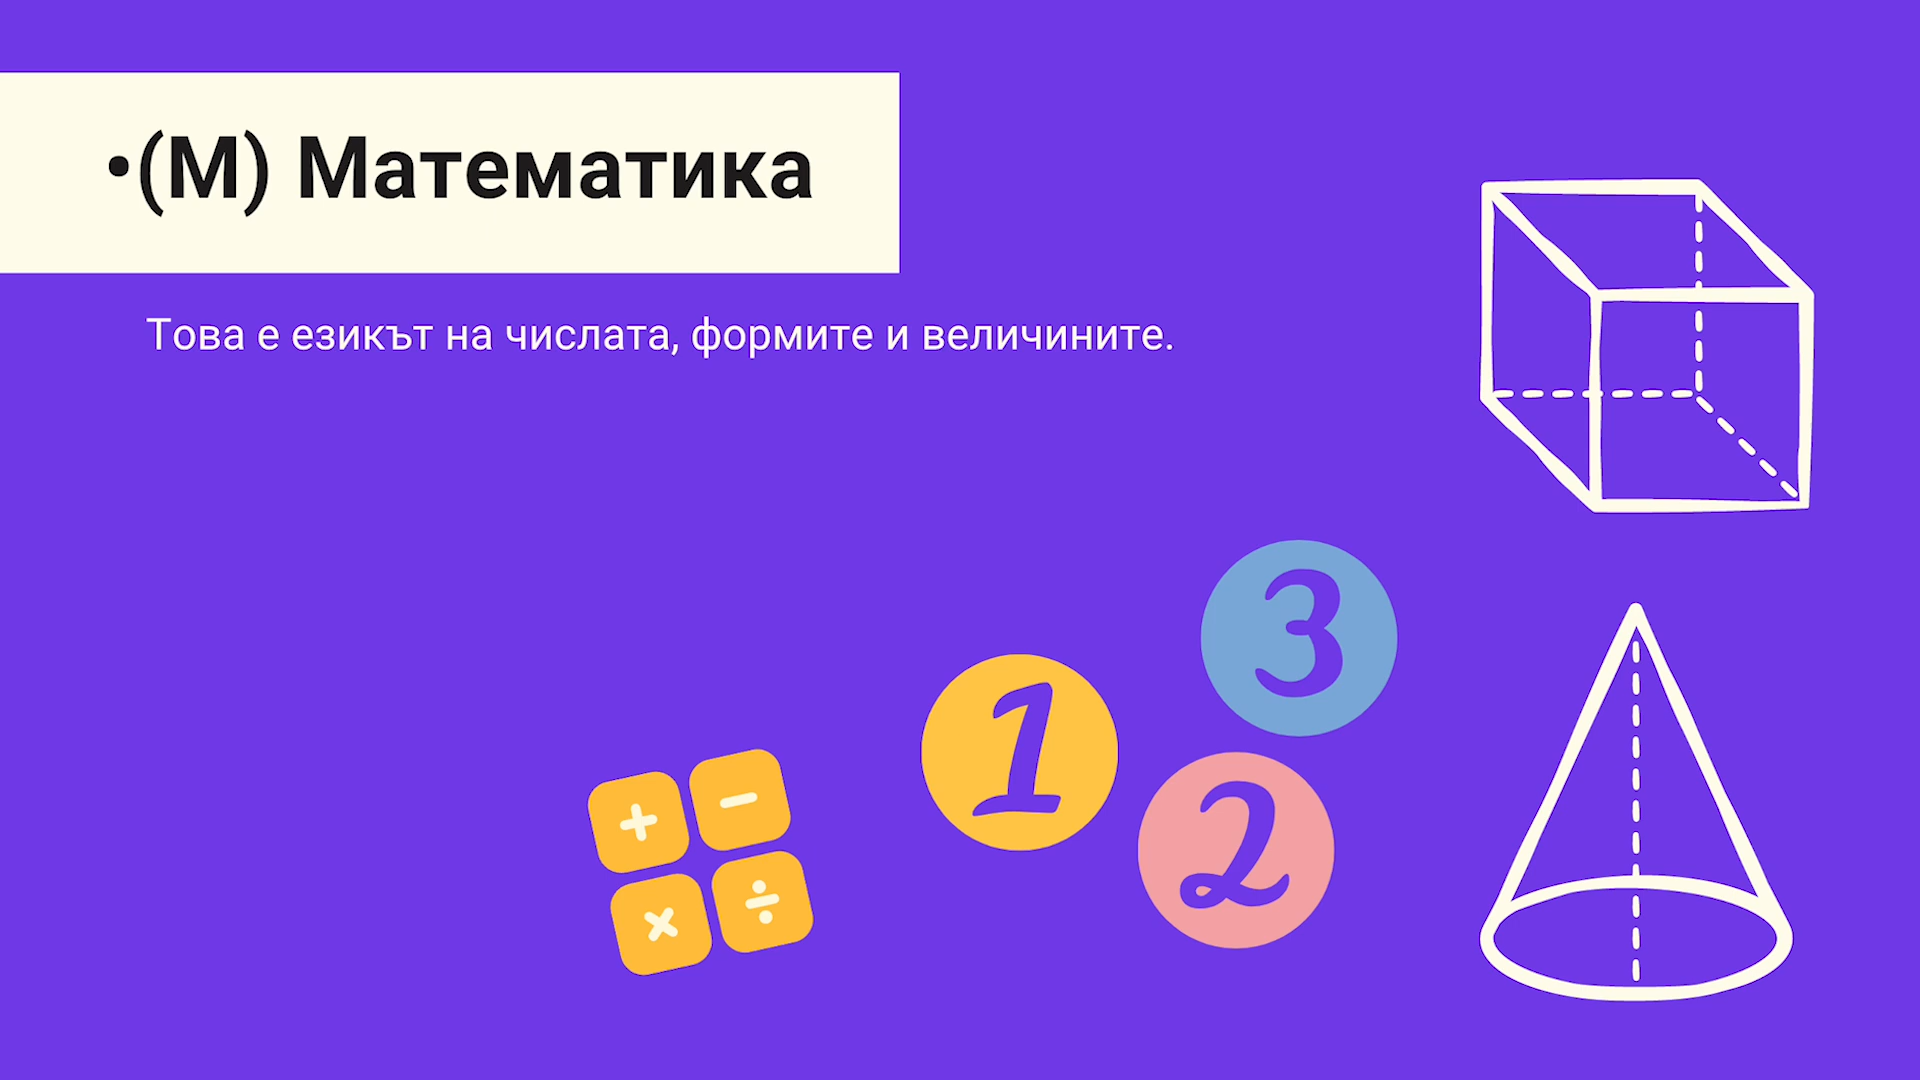 •(М) Математика
Това е езикът на числата, формите и величините.
3
1
2
+ −
× ÷